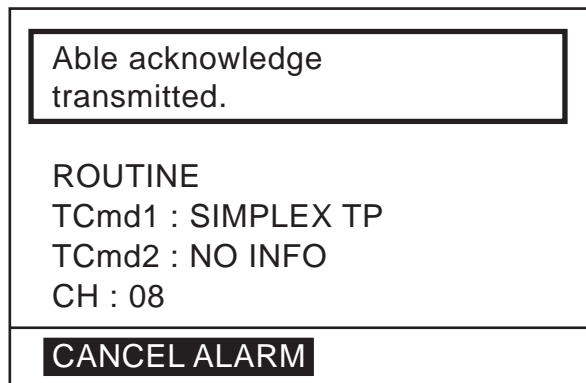 Able acknowledge
transmitted.
ROUTINE
TCmd1 : SIMPLEX TP
TCmd2 : NO INFO
CH : 08
CANCEL ALARM